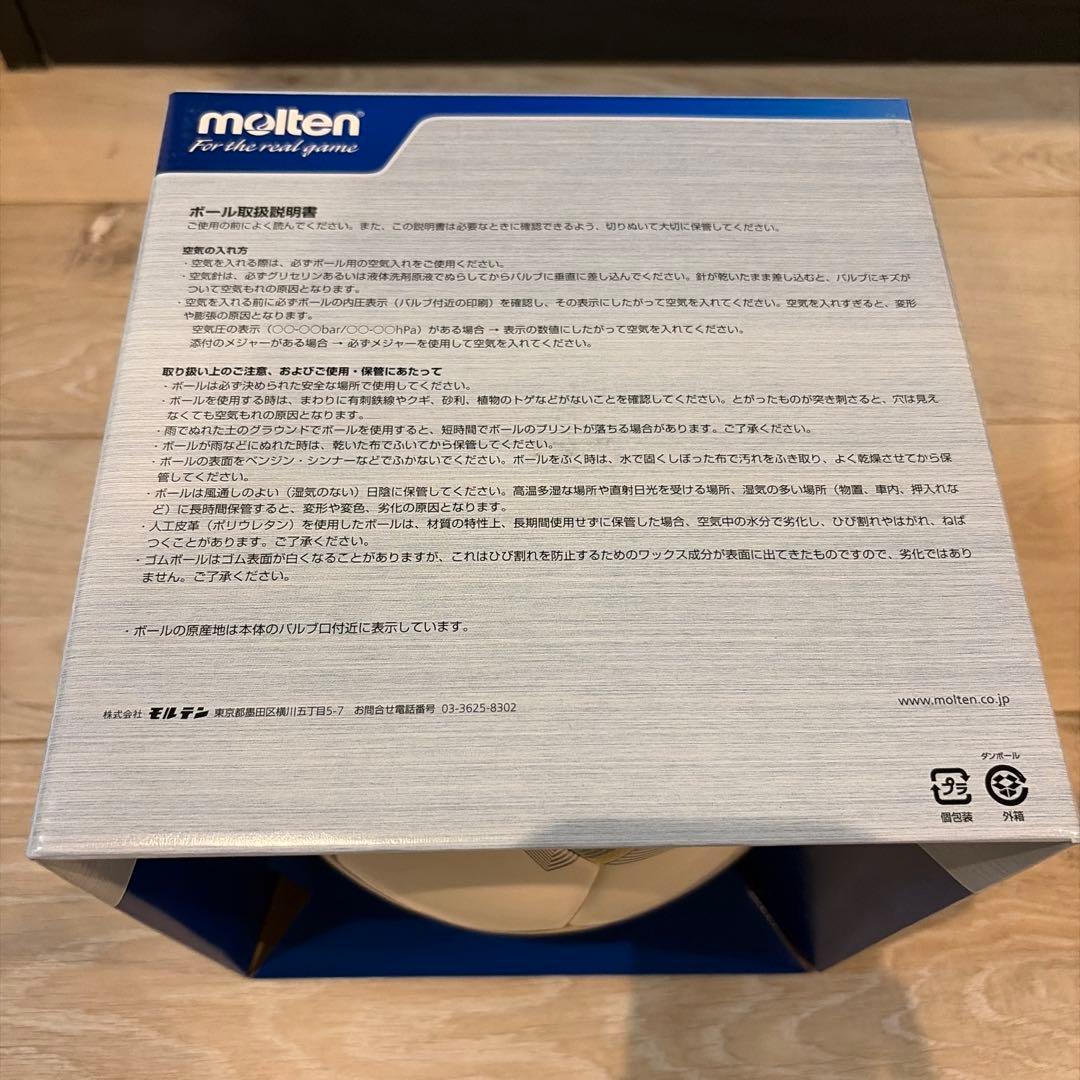 molten
For the real game
ボール取扱説明書
ご使用の前によく読んでください。また、この説明書は必要なときに確認できるよう、切りぬいて大切に保管してください。
空気の入れ方
・空気を入れる際は、必ずボール用の空気入れをご使用ください。
・空気針は、必ずグリセリンあるいは液体洗剤原液でぬらしてからバルブに垂直に差し込んでください。針が乾いたまま差し込むと、バルブにキズが
ついて空気もれの原因となります。
・空気を入れる前に必ずボールの内圧表示（バルブ付近の印刷）を確認し、その表示にしたがって空気を入れてください。空気を入れすぎると、変形
や膨張の原因となります。
空気圧の表示（○○-○○bar/○○-○○hPa）がある場合 → 表示の数値にしたがって空気を入れてください。
添付のメジャーがある場合 → 必ずメジャーを使用して空気を入れてください。
取り扱い上のご注意、およびご使用・保管にあたって
・ボールは必ず決められた安全な場所で使用してください。
・ボールを使用する時は、まわりに有刺鉄線やクギ、砂利、植物のトゲなどがないことを確認してください。とがったものが突き刺さると、穴は見え
なくても空気もれの原因となります。
・雨でぬれた土のグラウンドでボールを使用すると、短時間でボールのプリントが落ちる場合があります。ご了承ください。
・ボールが雨などにぬれた時は、乾いた布でふいてから保管してください。
・ボールの表面をベンジン・シンナーなどでふかないでください。ボールをふく時は、水で固くしぼった布で汚れをふき取り、よく乾燥させてから保
管してください。
・ボールは風通しのよい（湿気のない）日陰に保管してください。高温多湿な場所や直射日光を受ける場所、湿気の多い場所（物置、車内、押入れな
ど）に長時間保管すると、変形や変色、劣化の原因となります。
・人工皮革（ポリウレタン）を使用したボールは、材質の特性上、長期間使用せずに保管した場合、空気中の水分で劣化し、ひび割れやはがれ、ねば
つくことがあります。ご了承ください。
・ゴムボールはゴム表面が白くなることがありますが、これはひび割れを防止するためのワックス成分が表面に出てきたものですので、劣化ではあり
ません。ご了承ください。
・ボールの原産地は本体のバルブ口付近に表示しています。
株式会社 モルテン 東京都墨田区横川五丁目5-7 お問合せ電話番号 03-3625-8302
www.molten.co.jp
ダンボール
プラ
個包装 外箱